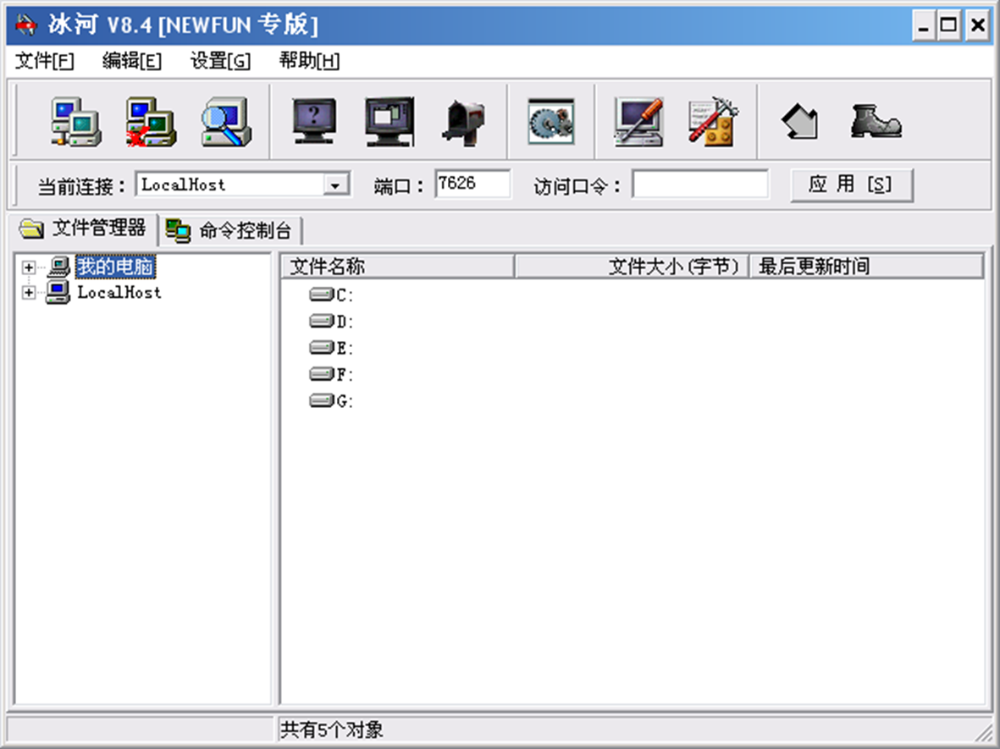 冰河 V8.4 [NEWFUN 专版]
文件[F] 编辑[E] 设置[G] 帮助[H]
?
当前连接： LocalHost 端口： 7626 访问口令： 应 用 [S]
文件管理器 命令控制台
我的电脑
LocalHost
文件名称 文件大小(字节) 最后更新时间
C:
D:
E:
F:
G:
共有5个对象